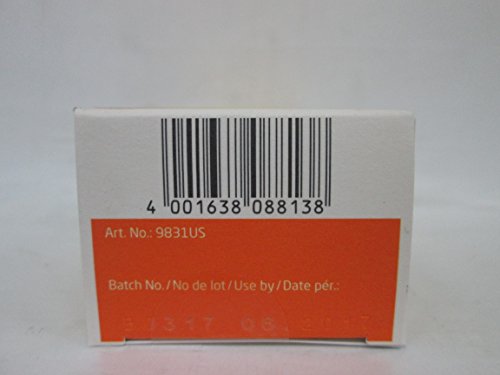 4 001638 088138
Art. No.: 9831US
Batch No./No de lot/Use by/Date pér.: